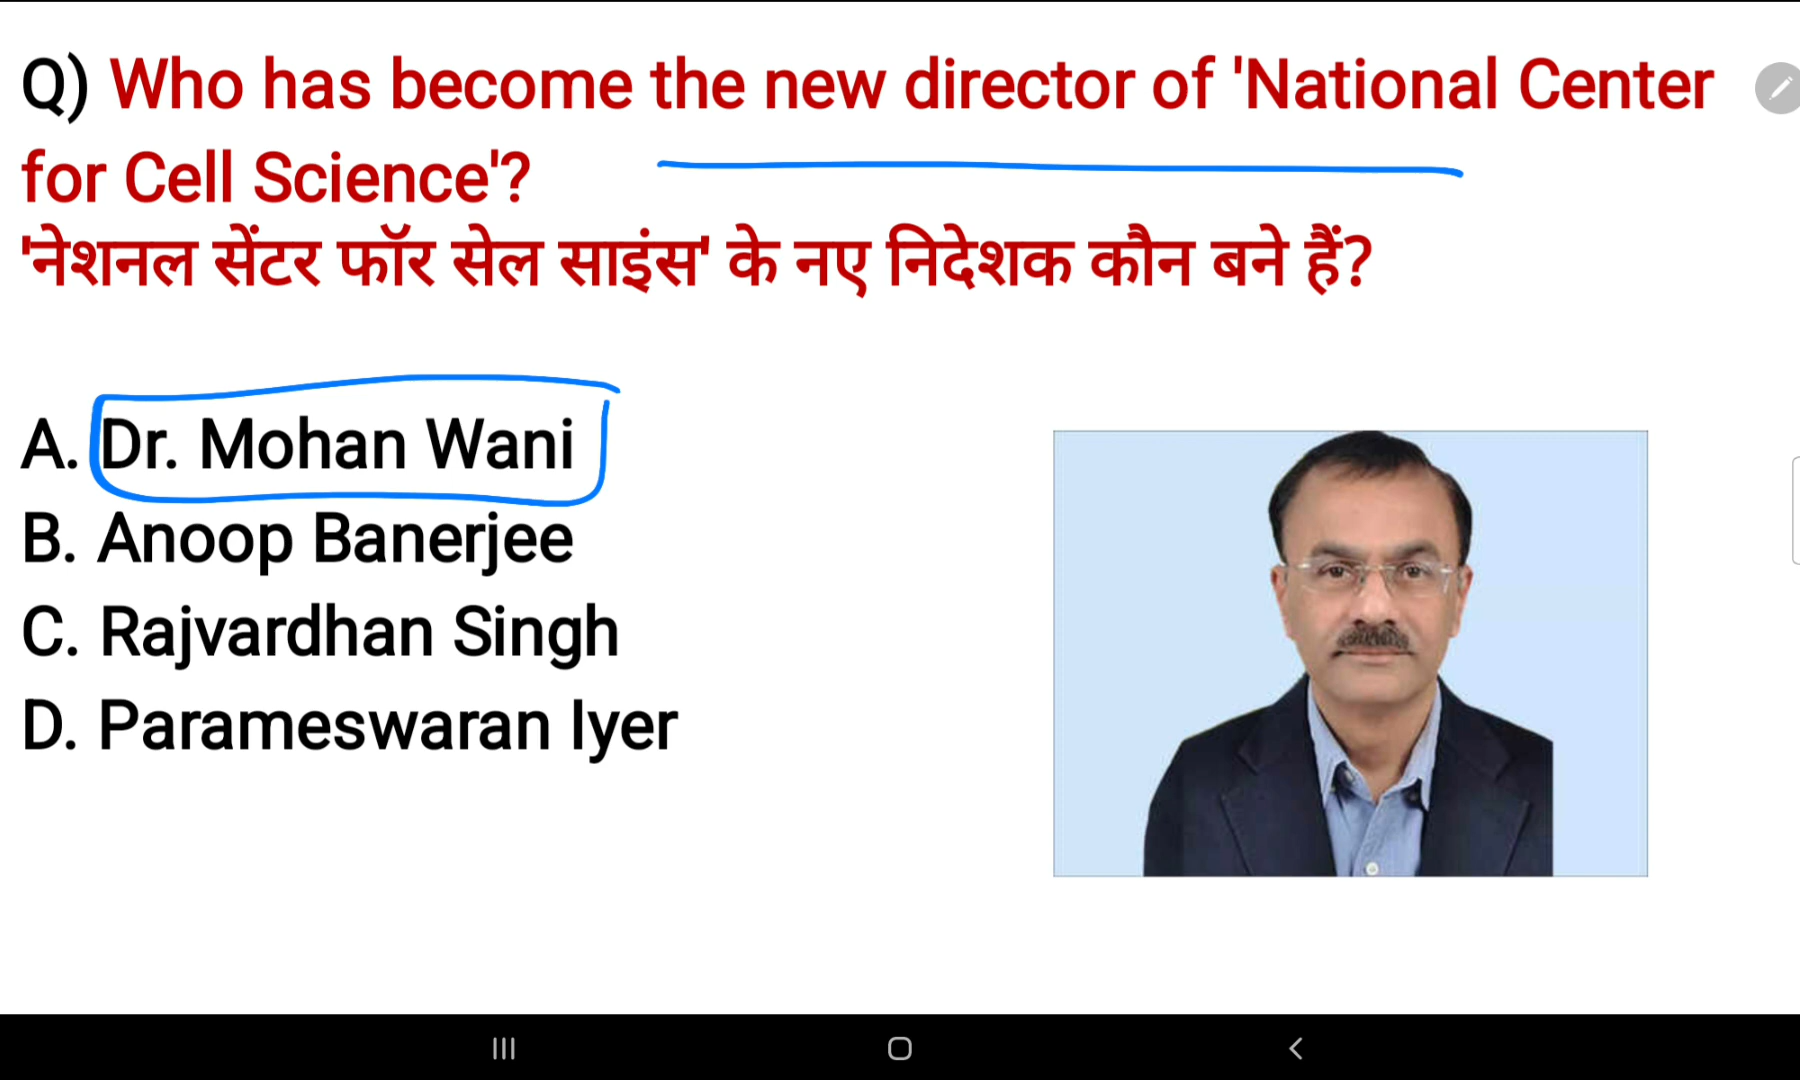 Q) Who has become the new director of 'National Center
for Cell Science'?
'नेशनल सेंटर फॉर सेल साइंस' के नए निदेशक कौन बने हैं?
A. Dr. Mohan Wani
B. Anoop Banerjee
C. Rajvardhan Singh
D. Parameswaran Iyer